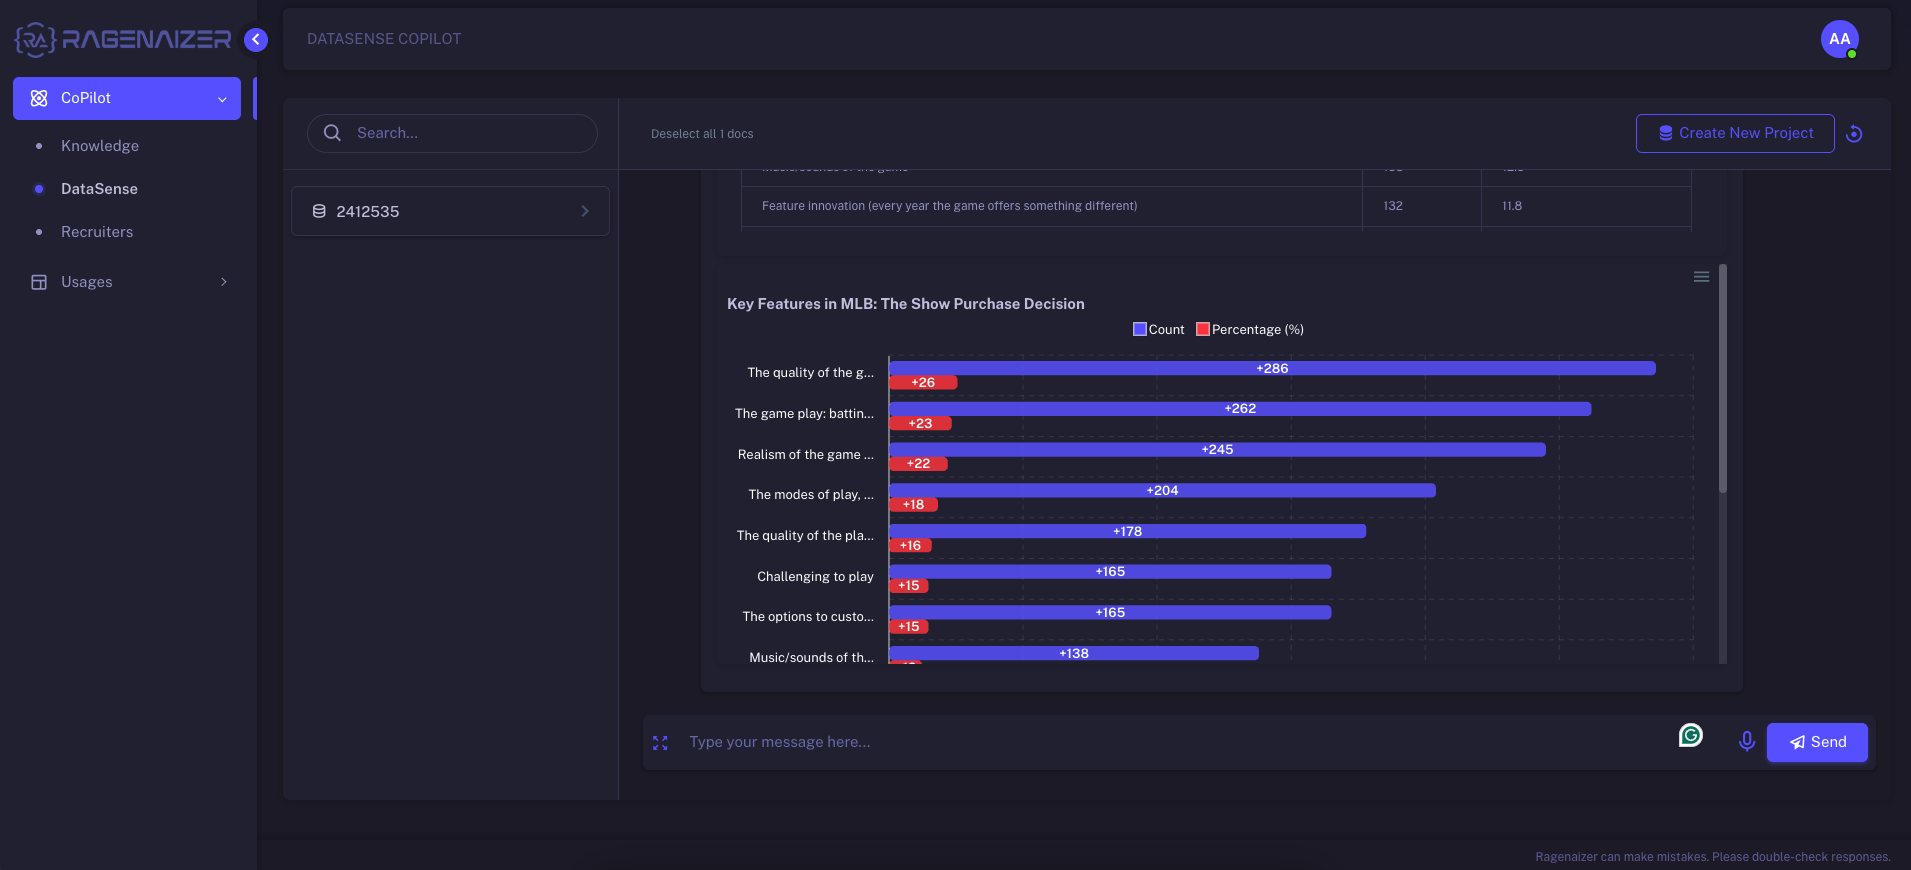 RAGENAIZER
DATASENSE COPILOT
AA
CoPilot
Knowledge
DataSense
Recruiters
Usages
Search...
Deselect all 1 docs
Create New Project
2412535
Feature innovation (every year the game offers something different) 132 11.8
Key Features in MLB: The Show Purchase Decision
Count Percentage (%)
The quality of the g... +286
+26
The game play: battin... +262
+23
Realism of the game ... +245
+22
The modes of play, ... +204
+18
The quality of the pla... +178
+16
Challenging to play +165
+15
The options to custo... +165
+15
Music/sounds of th... +138
Type your message here...
Send
Ragenaizer can make mistakes. Please double-check responses.